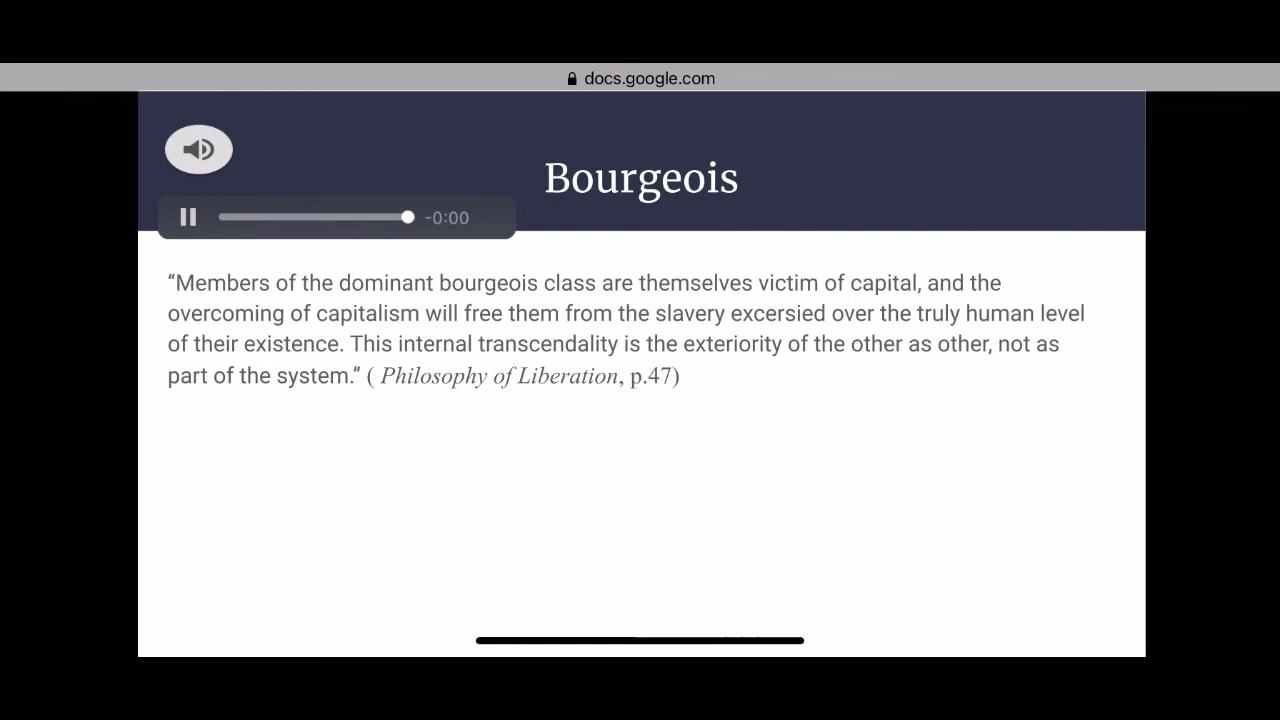 docs.google.com
Bourgeois
-0:00
“Members of the dominant bourgeois class are themselves victim of capital, and the
overcoming of capitalism will free them from the slavery excersied over the truly human level
of their existence. This internal transcendality is the exteriority of the other as other, not as
part of the system.” ( Philosophy of Liberation, p.47)